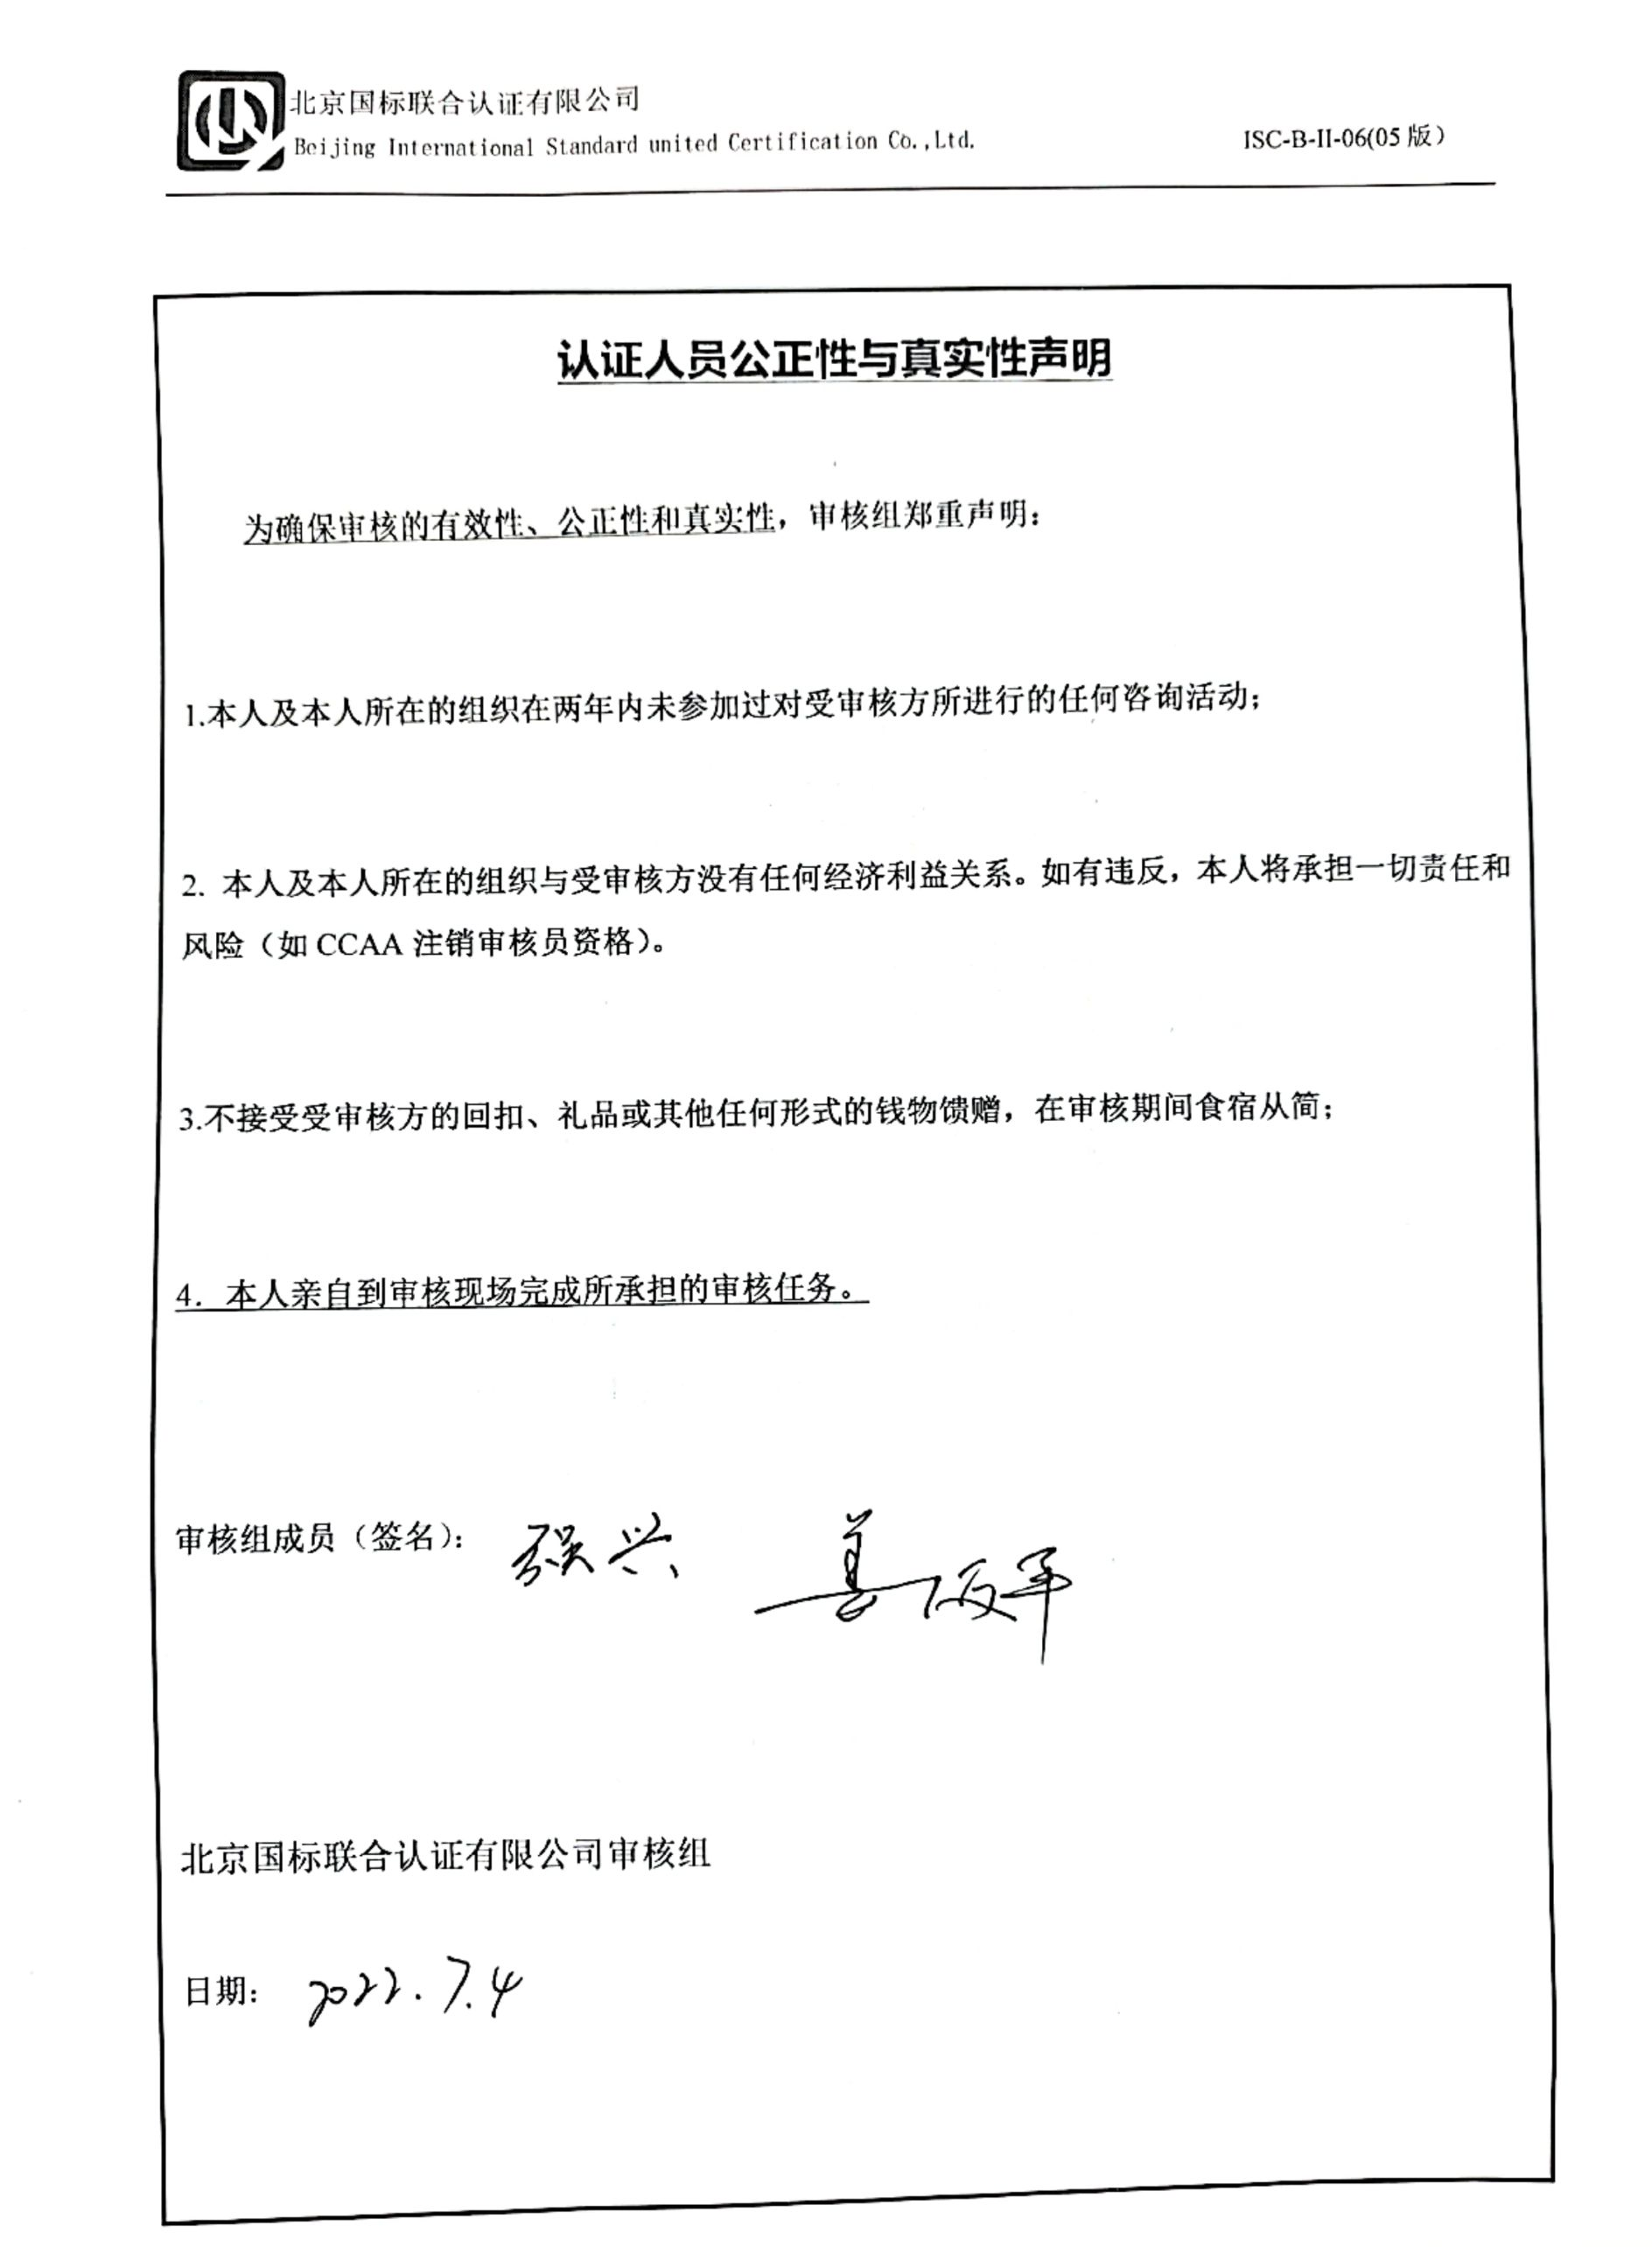 北京国标联合认证有限公司
Beijing International Standard united Certification Co.,Ltd.
ISC-B-II-06(05版)
认证人员公正性与真实性声明
为确保审核的有效性、公正性和真实性，审核组郑重声明：
1.本人及本人所在的组织在两年内未参加过对受审核方所进行的任何咨询活动；
2. 本人及本人所在的组织与受审核方没有任何经济利益关系。如有违反，本人将承担一切责任和
风险（如 CCAA 注销审核员资格）。
3.不接受受审核方的回扣、礼品或其他任何形式的钱物馈赠，在审核期间食宿从简；
4. 本人亲自到审核现场完成所承担的审核任务。
审核组成员（签名）：
北京国标联合认证有限公司审核组
日期： 2022.7.4